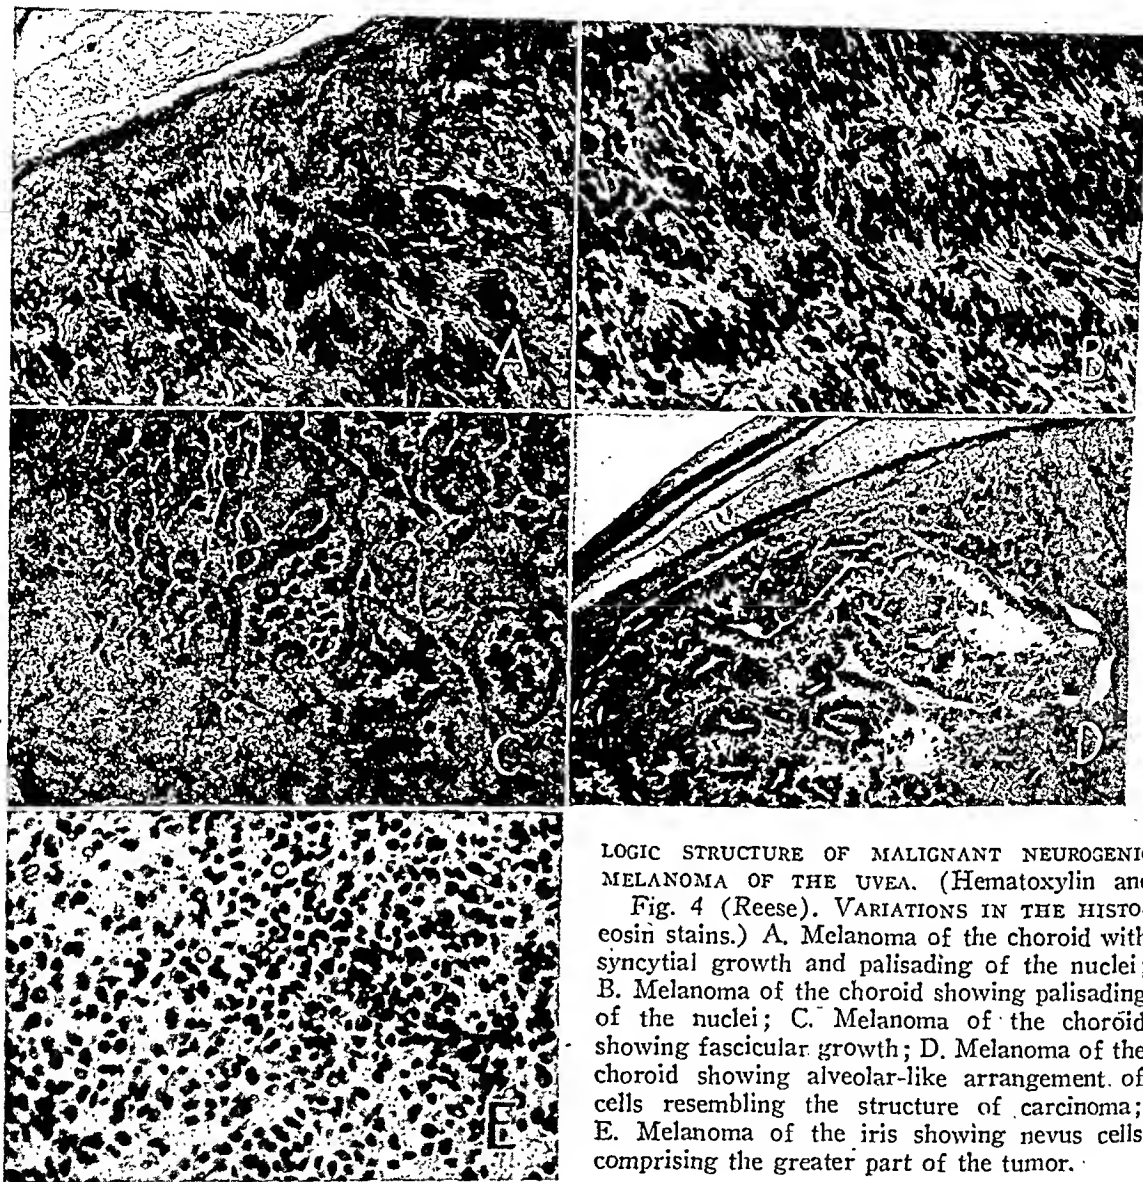 A
B
C
D
E
LOGIC STRUCTURE OF MALIGNANT NEUROGENI
MELANOMA OF THE UVEA. (Hematoxylin and
Fig. 4 (Reese). VARIATIONS IN THE HISTO-
eosin stains.) A. Melanoma of the choroid with
syncytial growth and palisading of the nuclei;
B. Melanoma of the choroid showing palisading
of the nuclei; C. Melanoma of the choroid
showing fascicular growth; D. Melanoma of the
choroid showing alveolar-like arrangement of
cells resembling the structure of carcinoma;
E. Melanoma of the iris showing nevus cells
comprising the greater part of the tumor.